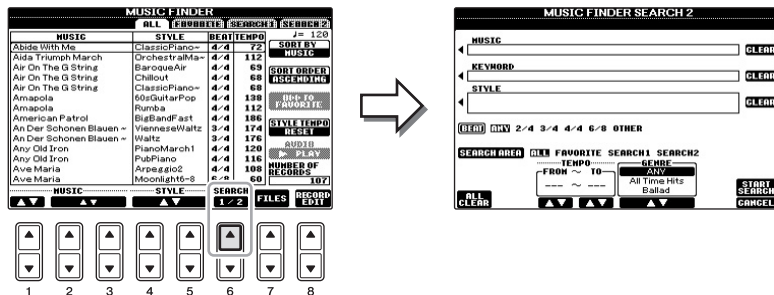 MUSIC FINDER
ALL FAVORITE SEARCH 1 SEARCH 2
MUSIC STYLE BEAT TEMPO
♩= 120
Abide With Me ClassicPiano~ 4/4 72
Aida Triumph March OrchestralMa~ 4/4 112
Air On The G String BaroqueAir 4/4 69
Air On The G String Chillout 4/4 68
Air On The G String ClassicPiano~ 4/4 68
Amapola 60sGuitarPop 4/4 138
Amapola Rumba 4/4 112
American Patrol BigBandFast 4/4 186
An Der Schonen Blauen ~ VienneseWaltz 3/4 174
An Der Schonen Blauen ~ Waltz 3/4 176
Any Old Iron PianoMarch1 4/4 120
Any Old Iron PubPiano 4/4 116
Ave Maria Arpeggio2 4/4 108
Ave Maria Moonlight6-8 6/8 60
SORT BY
MUSIC
SORT ORDER
ASCENDING
ADD TO
FAVORITE
STYLE TEMPO
RESET
AUDIO
PLAY
NUMBER OF
RECORDS
107
MUSIC STYLE SEARCH
1/2
FILES
RECORD
EDIT
1 2 3 4 5 6 7 8
MUSIC FINDER SEARCH 2
MUSIC
CLEAR
KEYWORD
CLEAR
STYLE
CLEAR
BEAT ANY 2/4 3/4 4/4 6/8 OTHER
SEARCH AREA ALL FAVORITE SEARCH1 SEARCH2
TEMPO
FROM ~ TO
--- ~ ---
GENRE
ANY
All Time Hits
Ballad
ALL
CLEAR
START
SEARCH
CANCEL